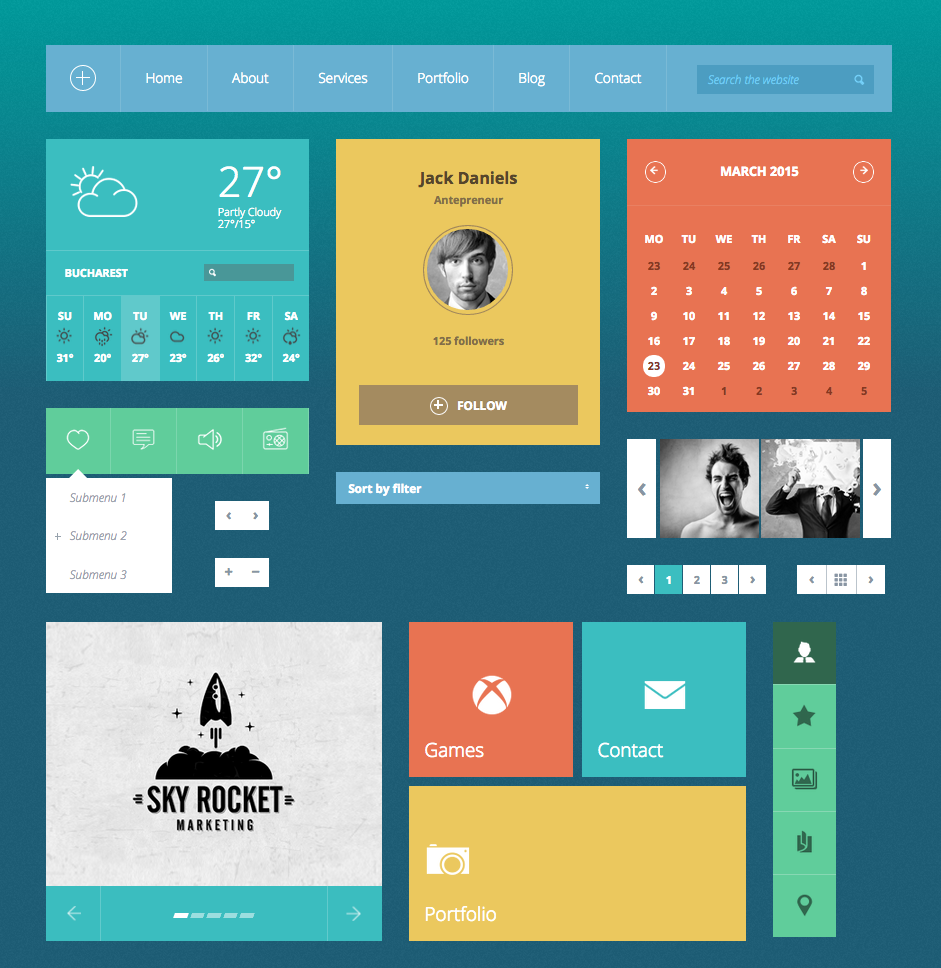 Home About Services Portfolio Blog Contact Search the website
27°
Partly Cloudy
27°/15°
BUCHAREST
SU MO TU WE TH FR SA
31° 20° 27° 23° 26° 32° 24°
Jack Daniels
Antepreneur
125 followers
FOLLOW
MARCH 2015
MO TU WE TH FR SA SU
23 24 25 26 27 28 1
2 3 4 5 6 7 8
9 10 11 12 13 14 15
16 17 18 19 20 21 22
23 24 25 26 27 28 29
30 31 1 2 3 4 5
Submenu 1
+ Submenu 2
Submenu 3
‹ ›
+ −
Sort by filter
‹ ›
‹ 1 2 3 ›
‹ ›
SKY ROCKET
MARKETING
Games
Contact
Portfolio